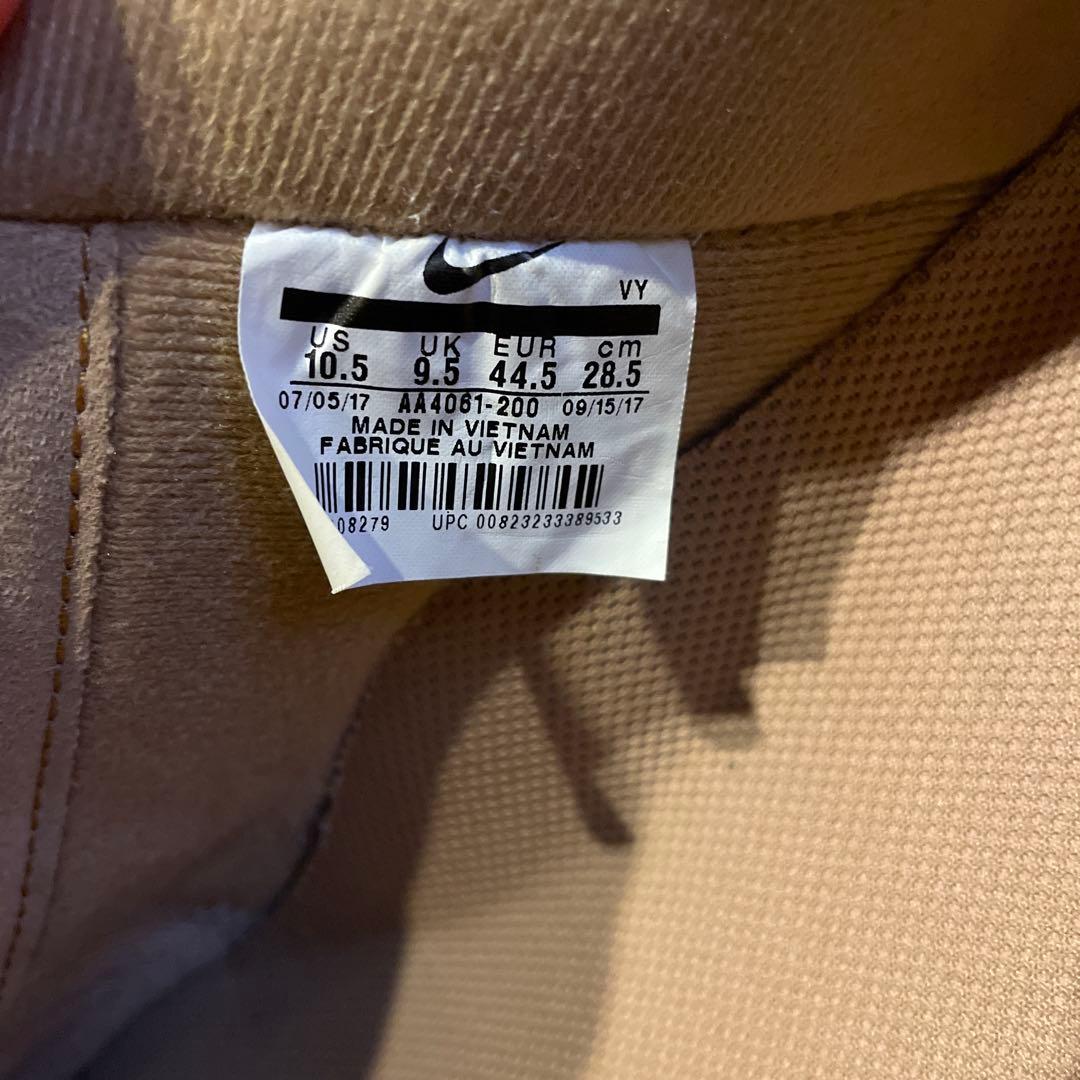 VY
US UK EUR cm
10.5 9.5 44.5 28.5
07/05/17 AA4061-200 09/15/17
MADE IN VIETNAM
FABRIQUE AU VIETNAM
08279 UPC 00823233389533